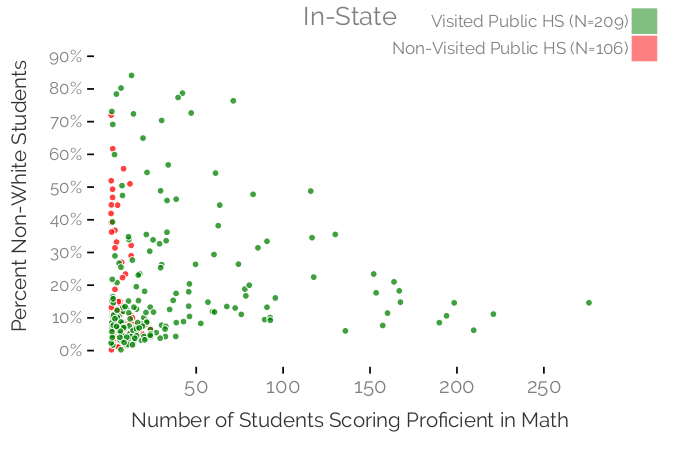 In-State
Visited Public HS (N=209)
Non-Visited Public HS (N=106)
Percent Non-White Students
90%
80%
70%
60%
50%
40%
30%
20%
10%
0%
50 100 150 200 250
Number of Students Scoring Proficient in Math